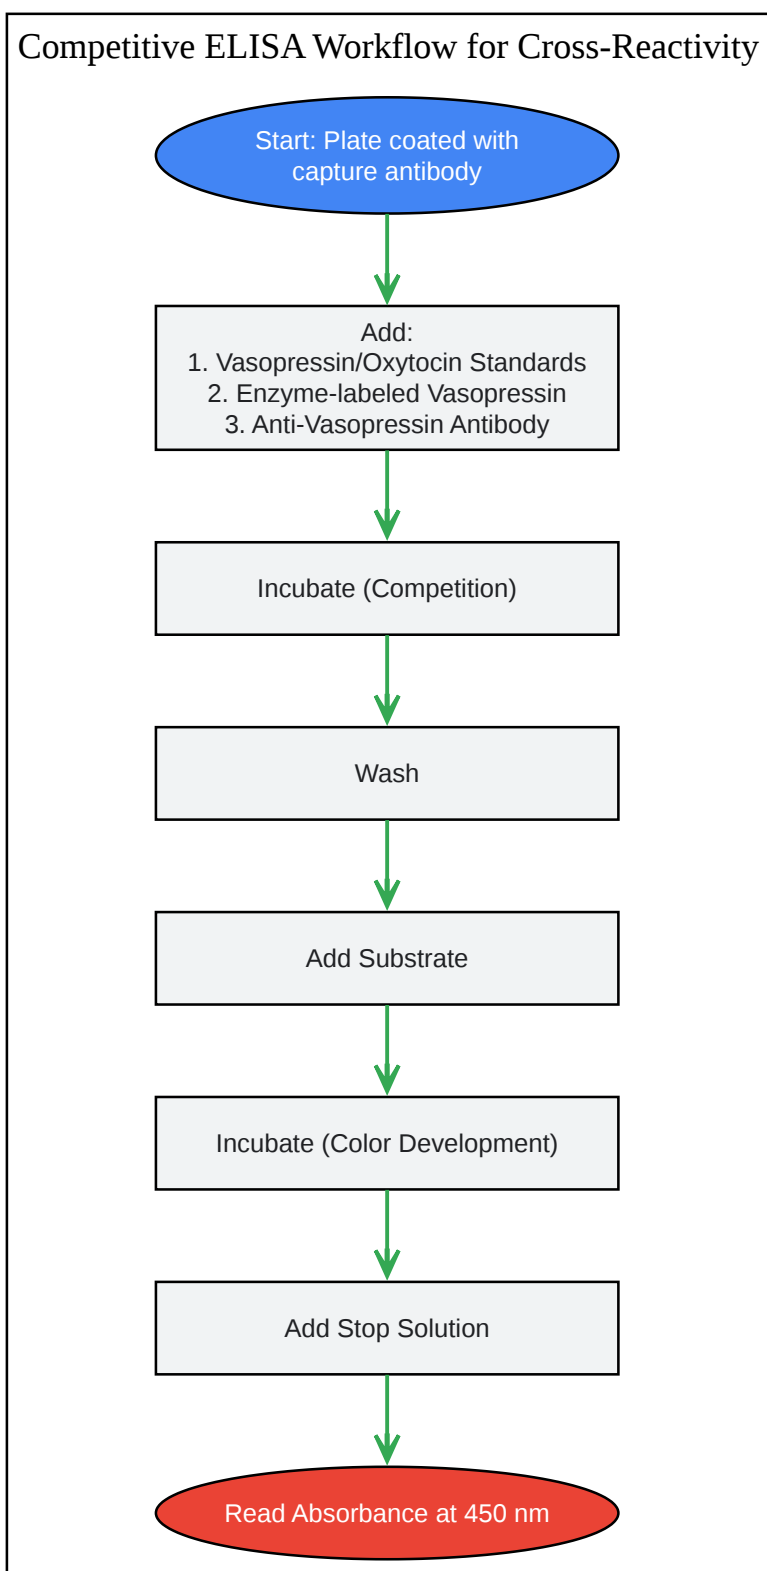 Competitive ELISA Workflow for Cross-Reactivity
Start: Plate coated with
capture antibody
Add:
1. Vasopressin/Oxytocin Standards
2. Enzyme-labeled Vasopressin
3. Anti-Vasopressin Antibody
Incubate (Competition)
Wash
Add Substrate
Incubate (Color Development)
Add Stop Solution
Read Absorbance at 450 nm